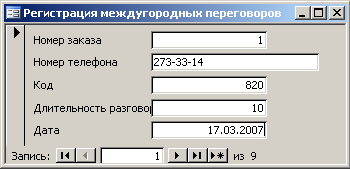 Регистрация междугородных переговоров
Номер заказа 1
Номер телефона 273-33-14
Код 820
Длительность разговор 10
Дата 17.03.2007
Запись: 1 из 9